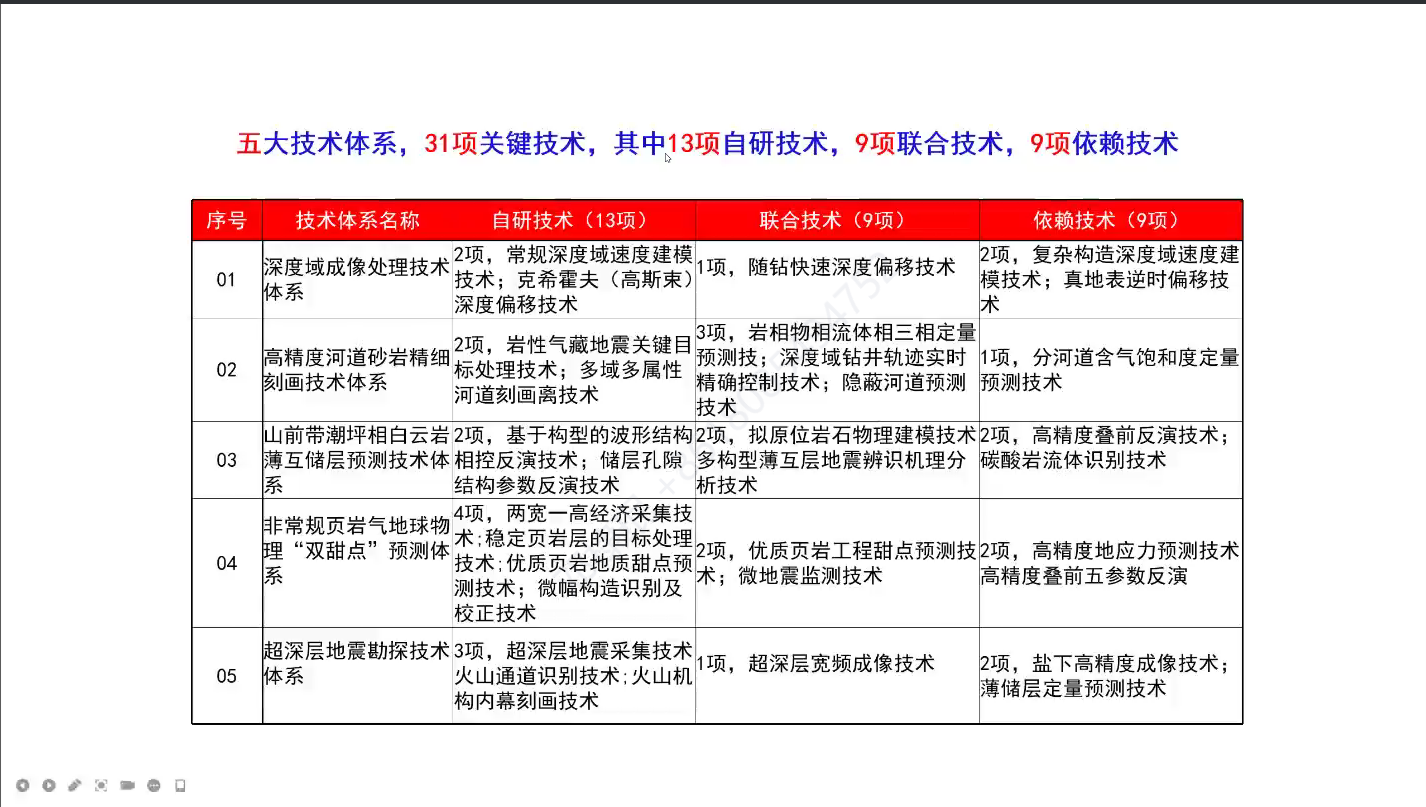 五大技术体系，31项关键技术，其中13项自研技术，9项联合技术，9项依赖技术
序号 技术体系名称 自研技术（13项） 联合技术（9项） 依赖技术（9项）
01
深度域成像处理技术
体系
2项，常规深度域速度建模
技术；克希霍夫（高斯束）
深度偏移技术
1项，随钻快速深度偏移技术
2项，复杂构造深度域速度建
模技术；真地表逆时偏移技
术
02
高精度河道砂岩精细
刻画技术体系
2项，岩性气藏地震关键目
标处理技术；多域多属性
河道刻画离技术
3项，岩相物相流体相三相定量
预测技；深度域钻井轨迹实时
精确控制技术；隐蔽河道预测
技术
1项，分河道含气饱和度定量
预测技术
03
山前带潮坪相白云岩
薄互储层预测技术体
系
2项，基于构型的波形结构
相控反演技术；储层孔隙
结构参数反演技术
2项，拟原位岩石物理建模技术
多构型薄互层地震辨识机理分
析技术
2项，高精度叠前反演技术；
碳酸岩流体识别技术
04
非常规页岩气地球物
理“双甜点”预测体
系
4项，两宽一高经济采集技
术;稳定页岩层的目标处理
技术;优质页岩地质甜点预
测技术；微幅构造识别及
校正技术
2项，优质页岩工程甜点预测技
术；微地震监测技术
2项，高精度地应力预测技术
高精度叠前五参数反演
05
超深层地震勘探技术
体系
3项，超深层地震采集技术
火山通道识别技术;火山机
构内幕刻画技术
1项，超深层宽频成像技术
2项，盐下高精度成像技术；
薄储层定量预测技术